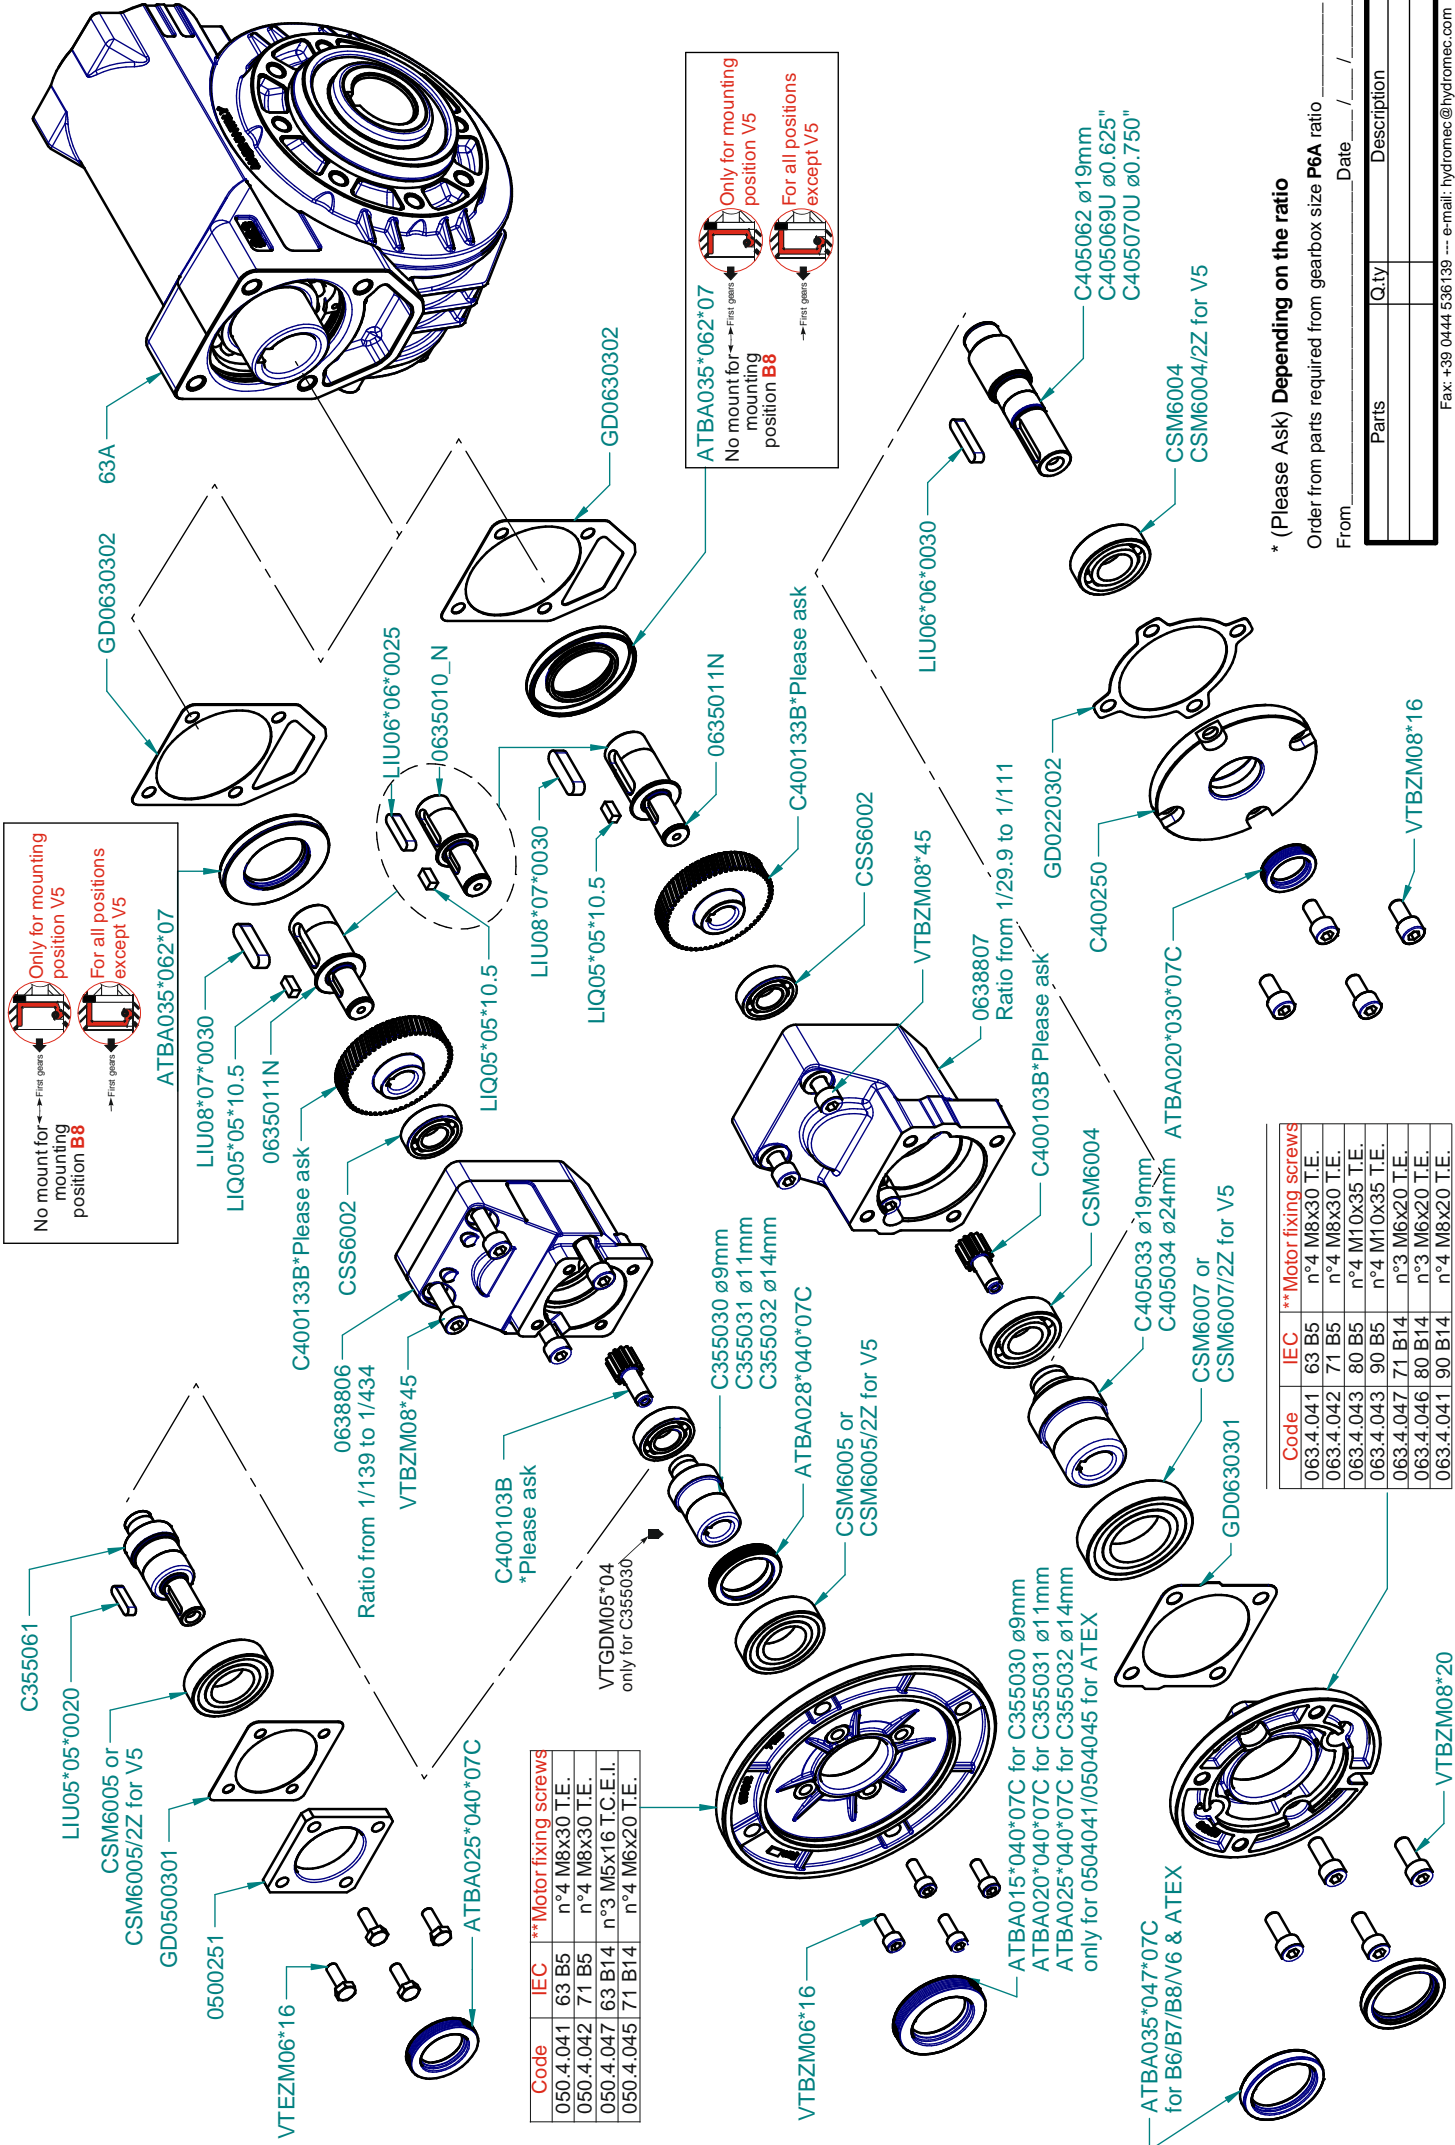 63A
GD0630302
GD0630302
No mount for
mounting
position B8
First gears
First gears
Only for mounting
position V5
For all positions
except V5
ATBA035*062*07
LIU08*07*0030
LIQ05*05*10.5
0635011N
C400133B*Please ask
CSS6002
0638806
Ratio from 1/139 to 1/434
VTBZM08*45
LIU06*06*0025
0635010_N
LIQ05*05*10.5
ATBA035*062*07
No mount for
mounting
position B8
First gears
First gears
Only for mounting
position V5
For all positions
except V5
LIU08*07*0030
LIQ05*05*10.5
0635011N
C400133B*Please ask
CSS6002
VTBZM08*45
0638807
Ratio from 1/29.9 to 1/111
C400103B*Please ask
CSM6004
C405033 ø19mm
C405034 ø24mm
CSM6007 or
CSM6007/2Z for V5
GD0630301
C355061
LIU05*05*0020
CSM6005 or
CSM6005/2Z for V5
GD0500301
0500251
VTEZM06*16
ATBA025*040*07C
C400103B
*Please ask
VTGDM05*04
only for C355030
C355030 ø9mm
C355031 ø11mm
C355032 ø14mm
ATBA028*040*07C
CSM6005 or
CSM6005/2Z for V5
Code IEC **Motor fixing screws
050.4.041 63 B5 n°4 M8x30 T.E.
050.4.042 71 B5 n°4 M8x30 T.E.
050.4.047 63 B14 n°3 M5x16 T.C.E.I.
050.4.045 71 B14 n°4 M6x20 T.E.
VTBZM06*16
ATBA015*040*07C for C355030 ø9mm
ATBA020*040*07C for C355031 ø11mm
ATBA025*040*07C for C355032 ø14mm
only for 0504041/0504045 for ATEX
ATBA035*047*07C
for B6/B7/B8/V6 & ATEX
VTBZM08*20
Code IEC **Motor fixing screws
063.4.041 63 B5 n°4 M8x30 T.E.
063.4.042 71 B5 n°4 M8x30 T.E.
063.4.043 80 B5 n°4 M10x35 T.E.
063.4.043 90 B5 n°4 M10x35 T.E.
063.4.047 71 B14 n°3 M6x20 T.E.
063.4.046 80 B14 n°3 M6x20 T.E.
063.4.041 90 B14 n°4 M8x20 T.E.
C405062 ø19mm
C405069U ø0.625"
C405070U ø0.750"
LIU06*06*0030
CSM6004
CSM6004/2Z for V5
GD0220302
C400250
ATBA020*030*07C
VTBZM08*16
* (Please Ask) Depending on the ratio
Order from parts required from gearbox size P6A ratio
From Date / /
Parts Q.ty Description
Fax: +39 0444 536139 --- e-mail: hydromec@hydromec.com